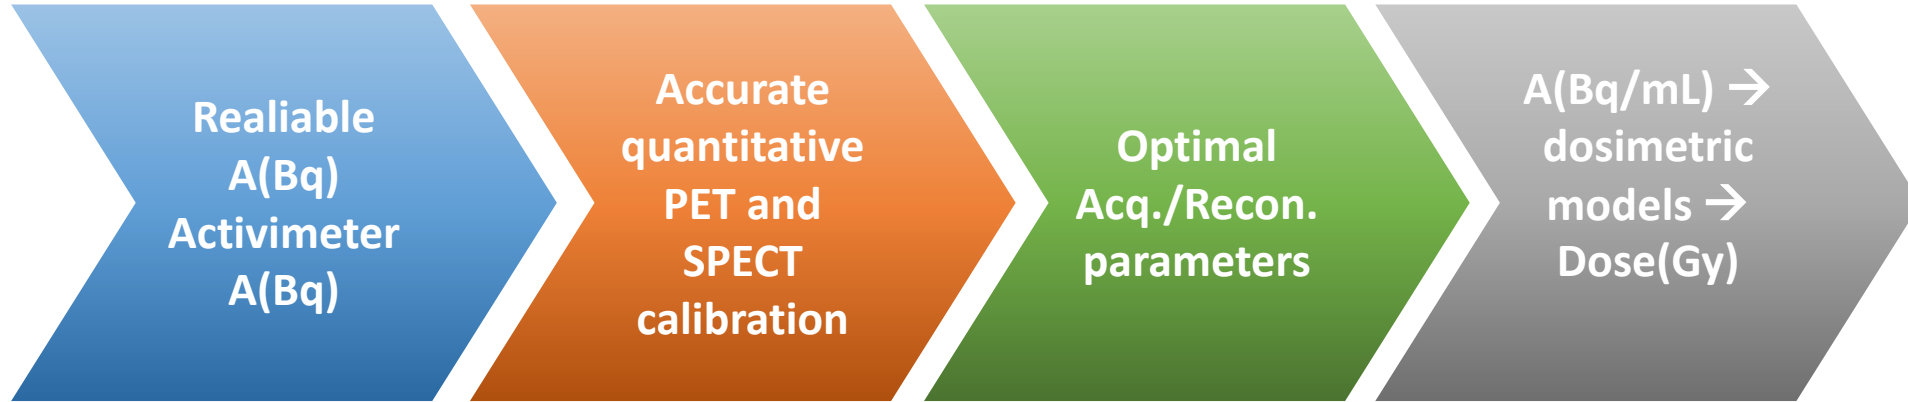 Realiable
A(Bq)
Activimeter
A(Bq)
Accurate
quantitative
PET and
SPECT
calibration
Optimal
Acq./Recon.
parameters
A(Bq/mL) →
dosimetric
models →
Dose(Gy)